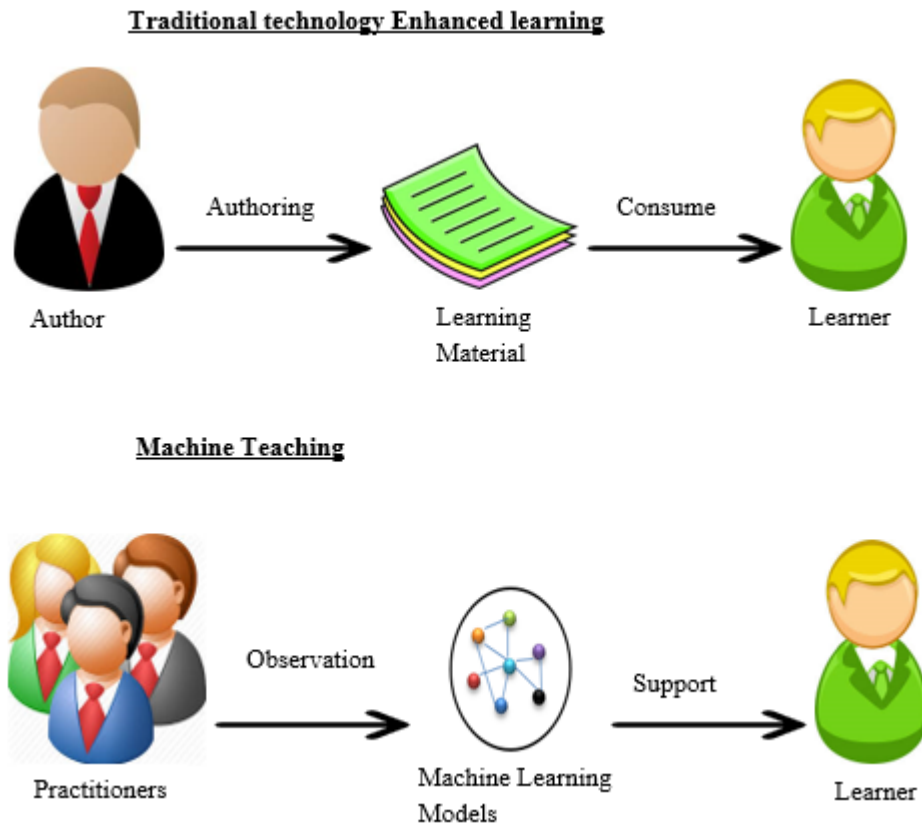 Traditional technology Enhanced learning
Authoring
Consume
Author
Learning
Material
Learner
Machine Teaching
Observation
Support
Practitioners
Machine Learning
Models
Learner